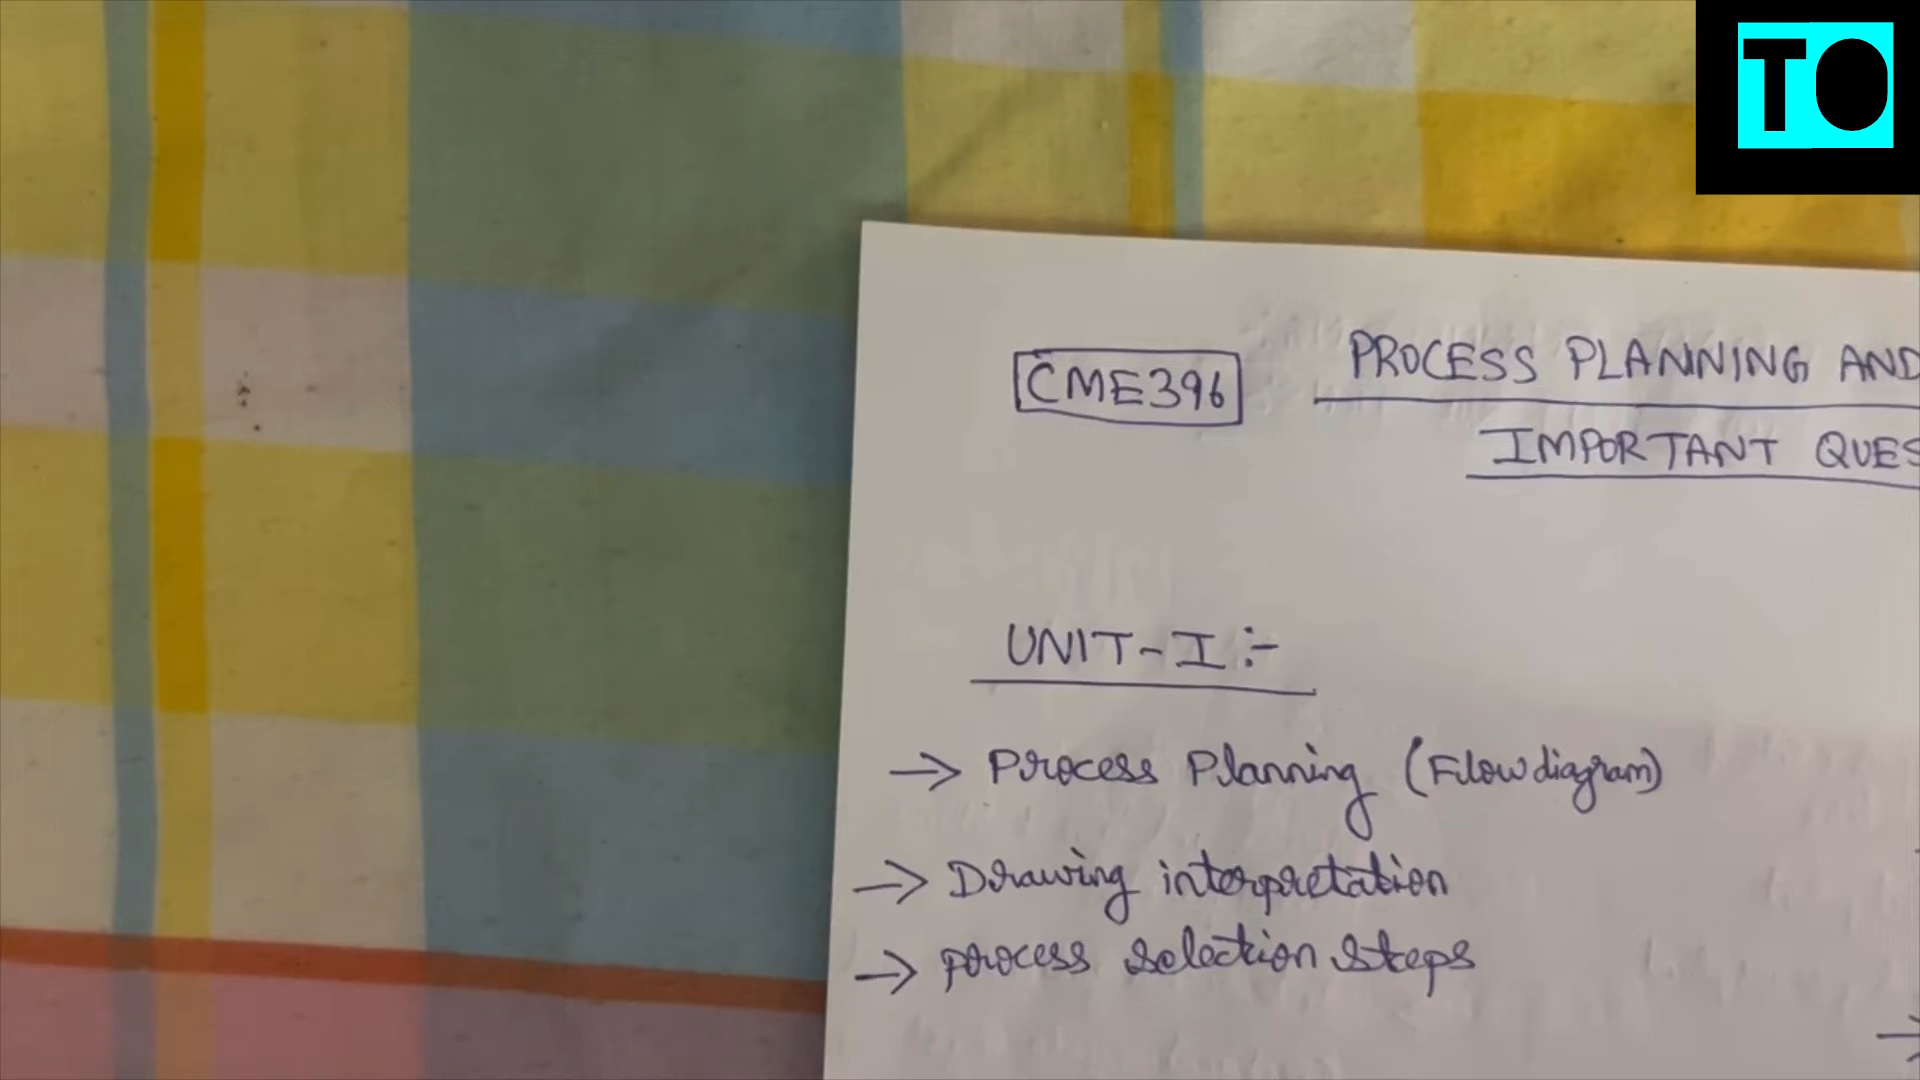 TO
CME396
PROCESS PLANNING AND
IMPORTANT QUES
UNIT-I :-
→ Process Planning (Flow diagram)
→ Drawing interpretation
→ process selection steps
→